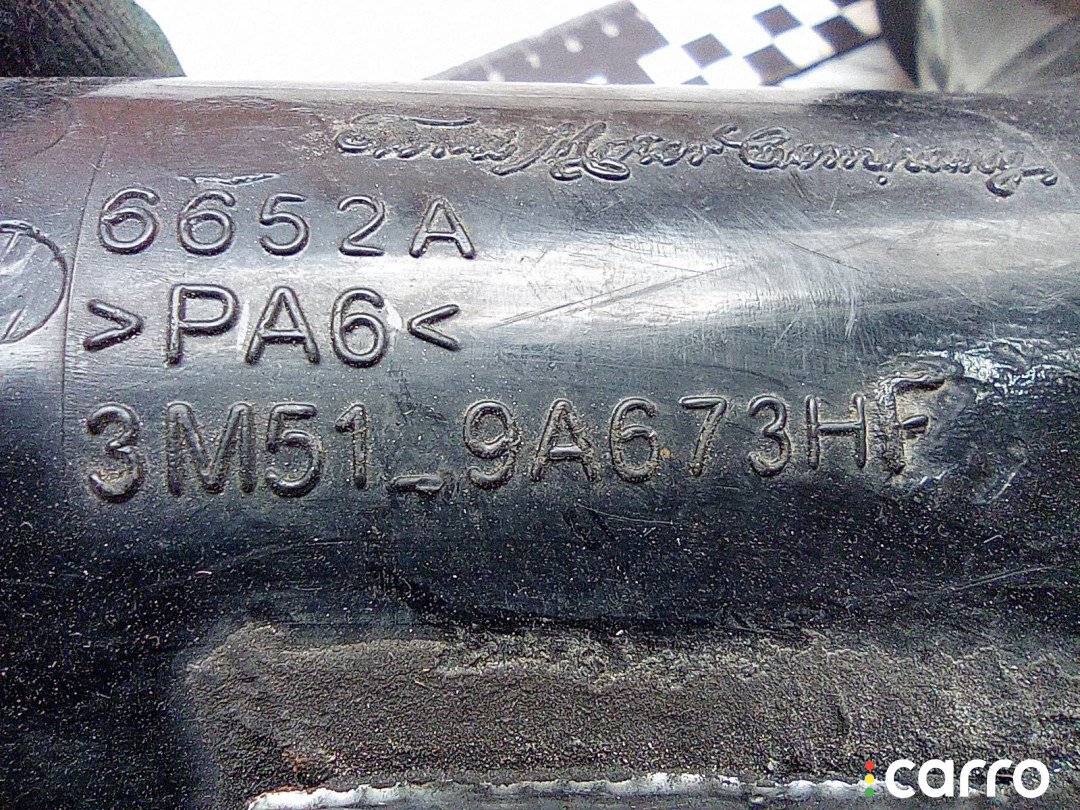 Ford Motor Company
6652A
>PA6<
3M51_9A673HF
carro